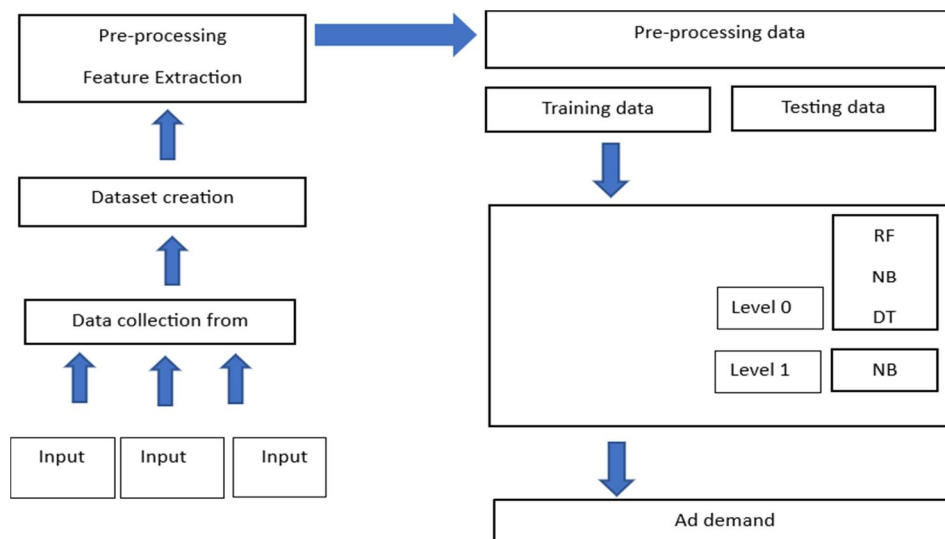 Pre-processing
Feature Extraction
Pre-processing data
Training data
Testing data
Dataset creation
RF
NB
DT
Level 0
Data collection from
Level 1
NB
Input
Input
Input
Ad demand